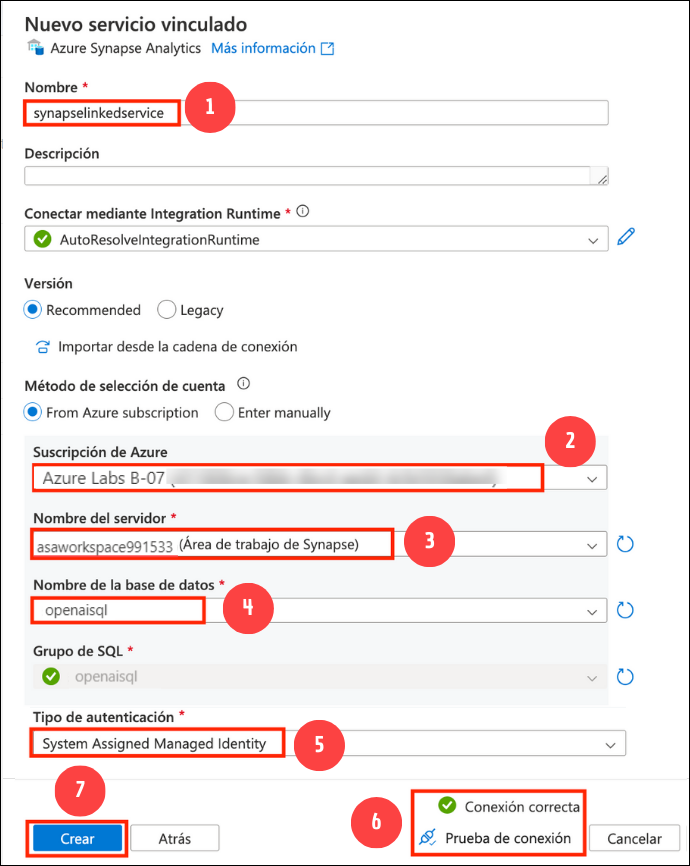 Nuevo servicio vinculado
Azure Synapse Analytics Más información
Nombre *
synapselinkedservice
1
Descripción
Conectar mediante Integration Runtime *
AutoResolveIntegrationRuntime
Versión
Recommended Legacy
Importar desde la cadena de conexión
Método de selección de cuenta
From Azure subscription Enter manually
2
Suscripción de Azure
Azure Labs B-07
Nombre del servidor *
asaworkspace991533 (Área de trabajo de Synapse)
3
Nombre de la base de datos *
openaisql
4
Grupo de SQL *
openaisql
Tipo de autenticación *
System Assigned Managed Identity
5
7
6
Conexión correcta
Crear Atrás Prueba de conexión Cancelar